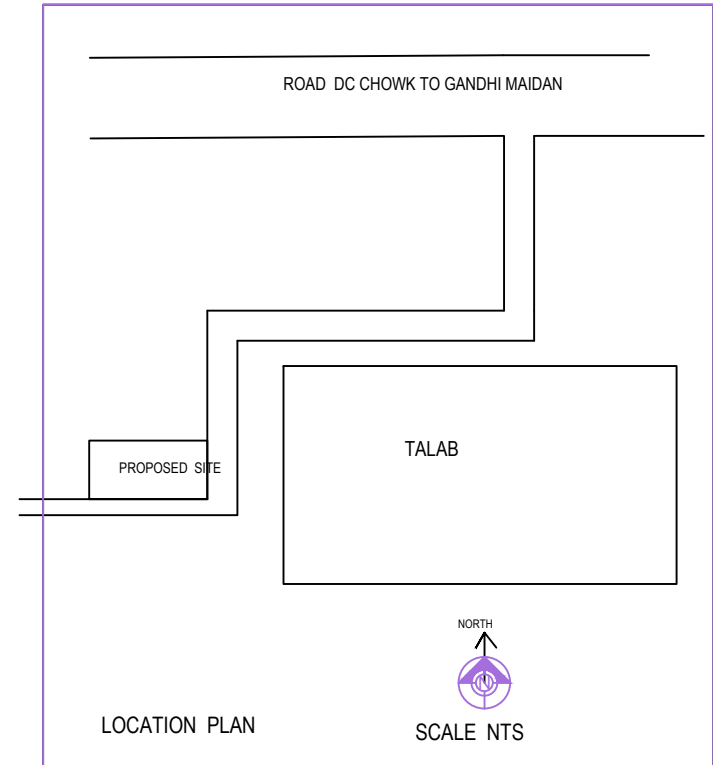 ROAD DC CHOWK TO GANDHI MAIDAN
TALAB
PROPOSED SITE
NORTH
N
LOCATION PLAN
SCALE NTS